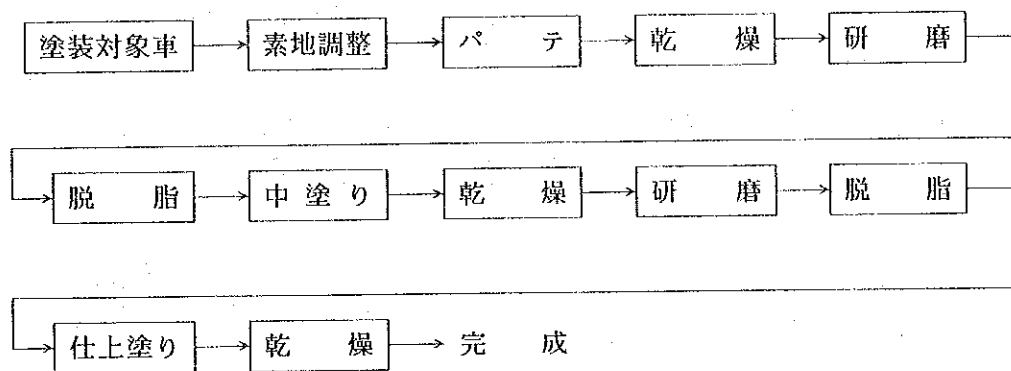 塗装対象車 素地調整 パテ 乾燥 研磨
脱脂 中塗り 乾燥 研磨 脱脂
仕上塗り 乾燥 完成